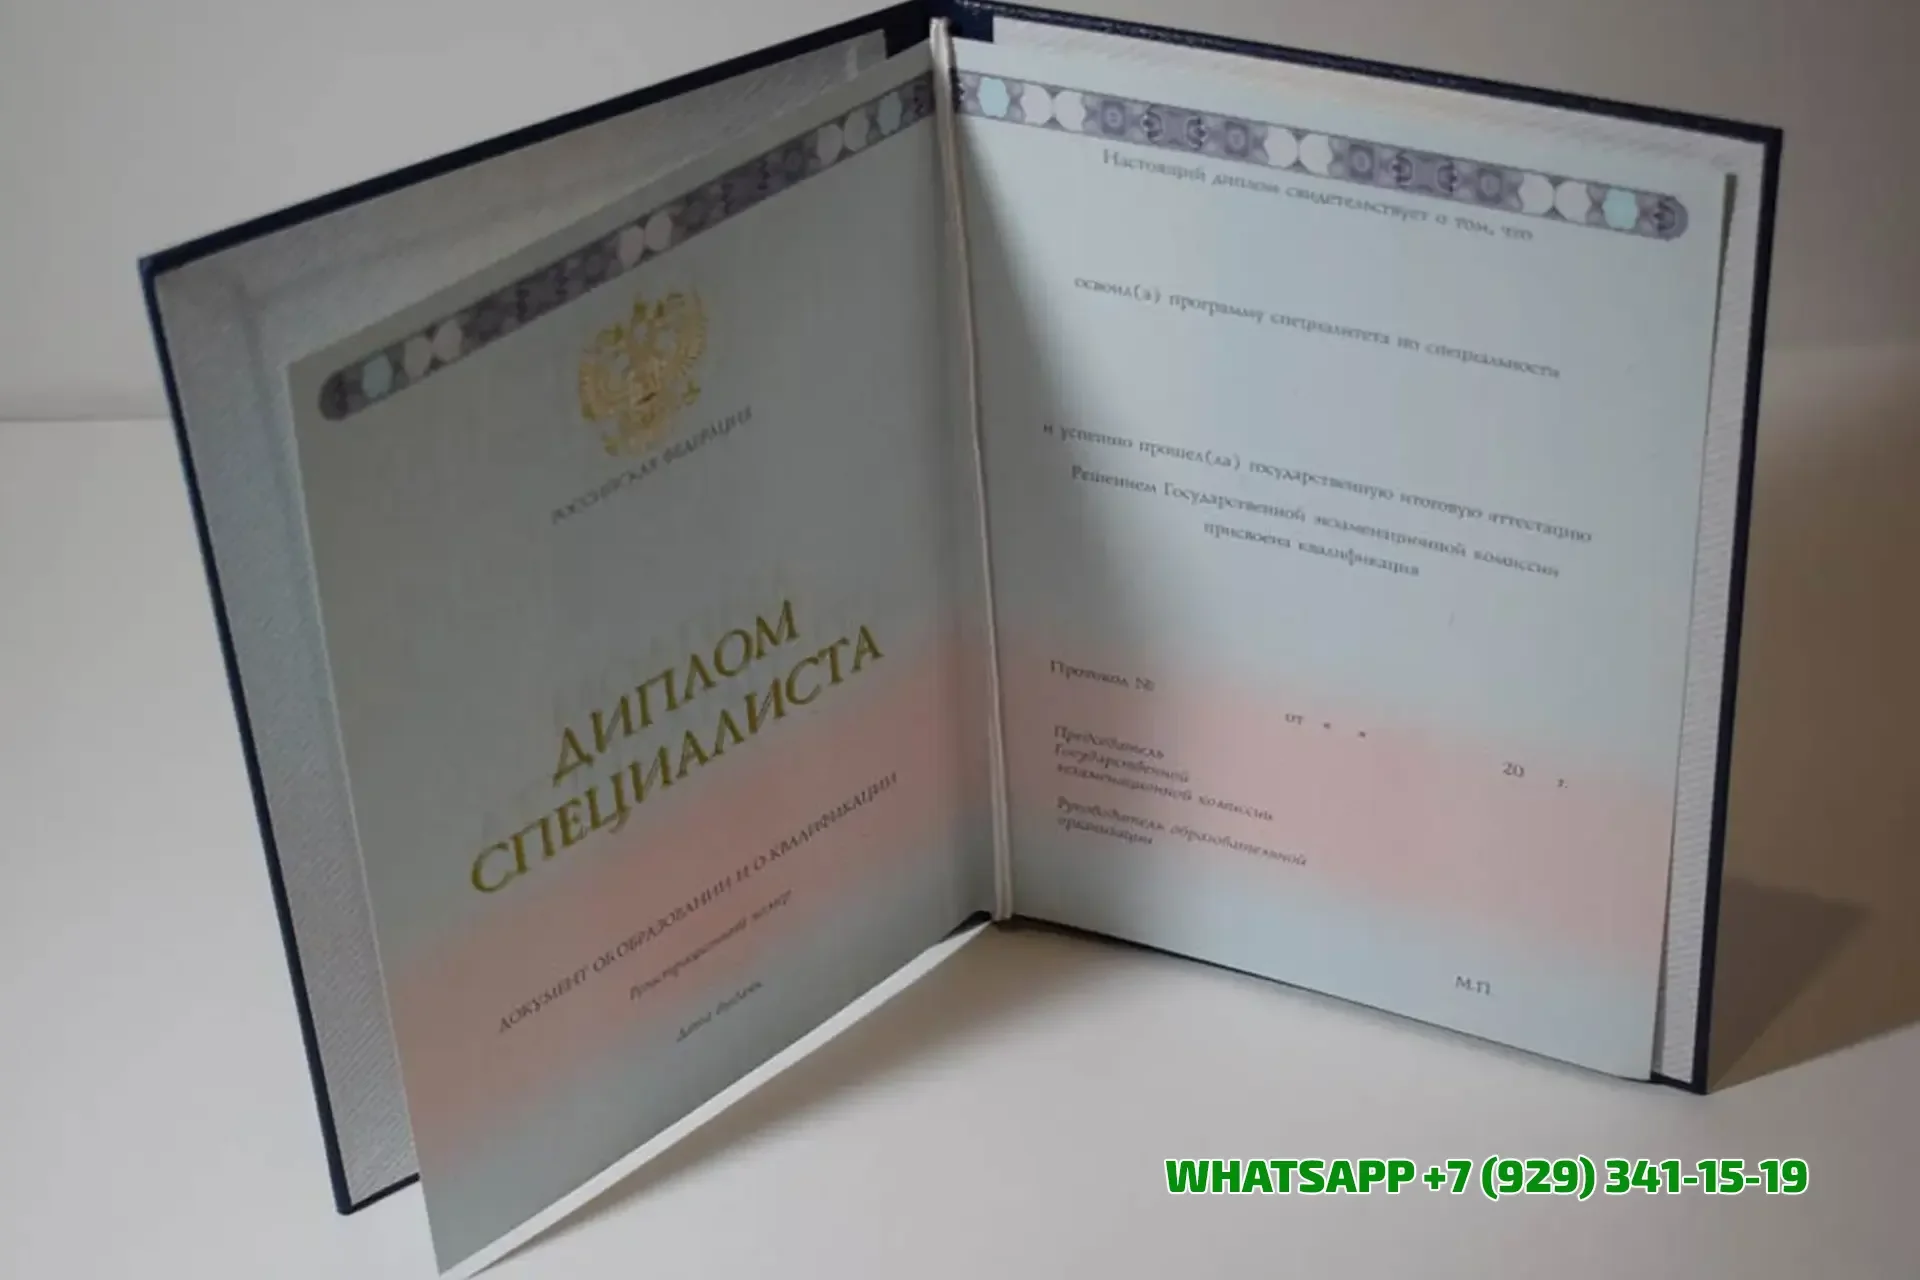 РОССИЙСКАЯ ФЕДЕРАЦИЯ
ДИПЛОМ
СПЕЦИАЛИСТА
ДОКУМЕНТ ОБ ОБРАЗОВАНИИ И О КВАЛИФИКАЦИИ
Регистрационный номер
Дата выдачи
Настоящий диплом свидетельствует о том, что
освоил(а) программу специалитета по специальности
и успешно прошел(ла) государственную итоговую аттестацию
Решением Государственной экзаменационной комиссии
присвоена квалификация
Протокол №
от « »
20 г.
Председатель
Государственной
экзаменационной комиссии
Руководитель образовательной
организации
М.П.
WHATSAPP +7 (929) 341-15-19